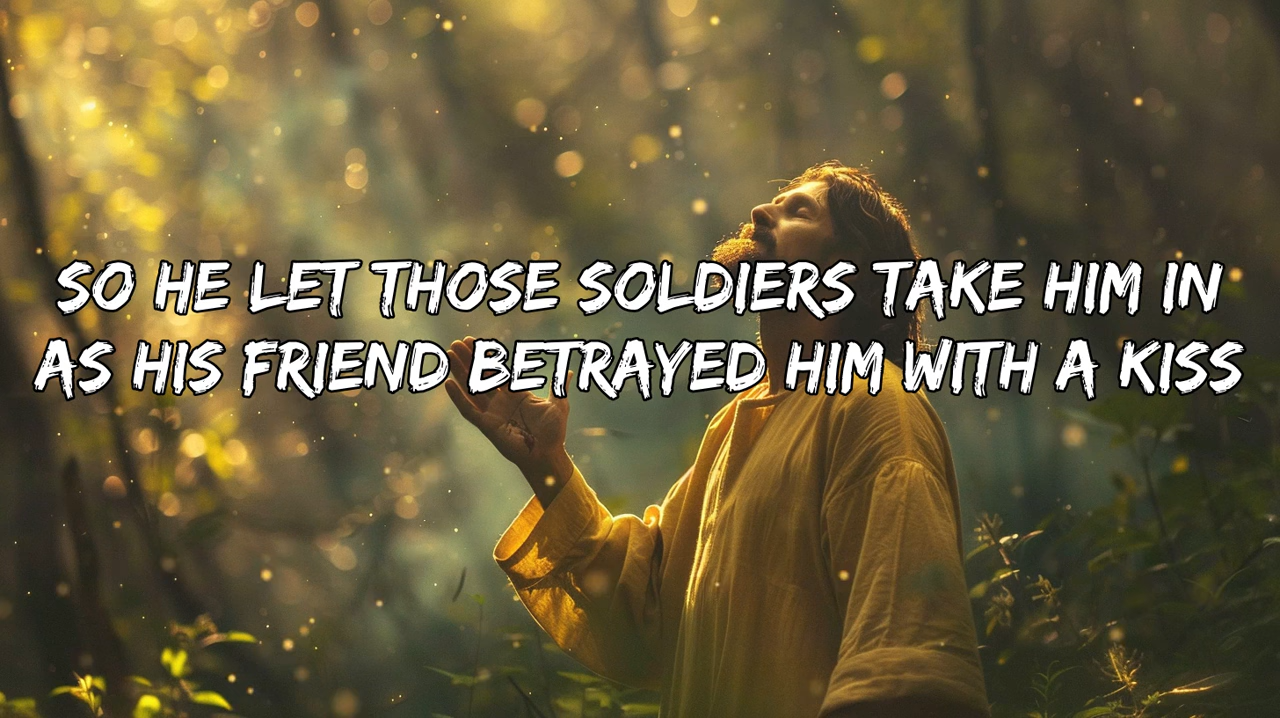 SO HE LET THOSE SOLDIERS TAKE HIM IN
AS HIS FRIEND BETRAYED HIM WITH A KISS